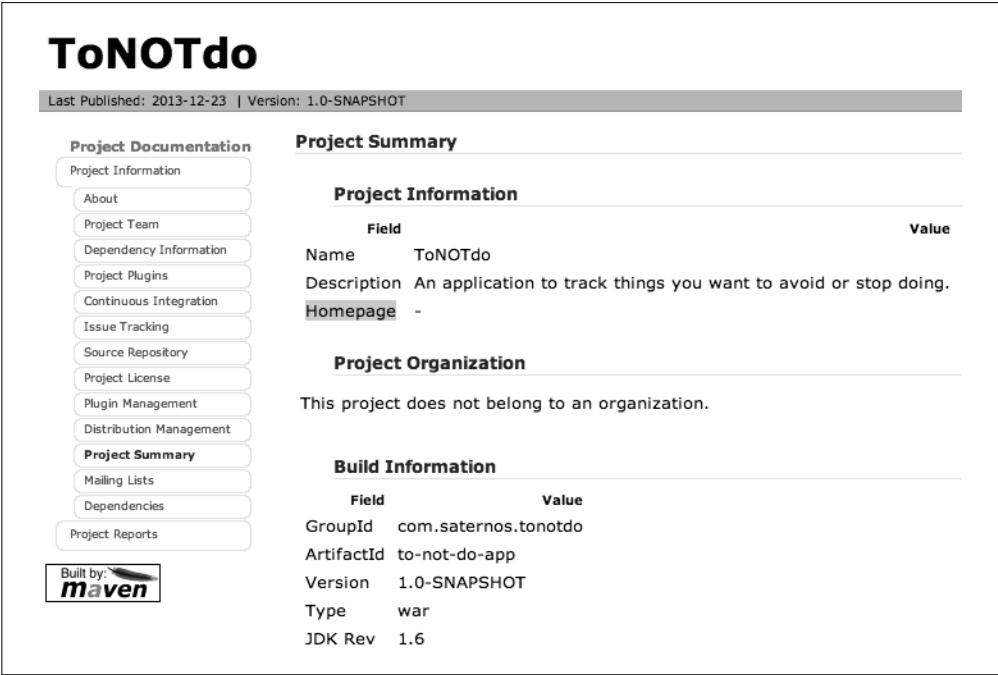 ToNOTdo
Last Published: 2013-12-23 | Version: 1.0-SNAPSHOT
Project Documentation
Project Information
About
Project Team
Dependency Information
Project Plugins
Continuous Integration
Issue Tracking
Source Repository
Project License
Plugin Management
Distribution Management
Project Summary
Mailing Lists
Dependencies
Project Reports
Built by:
maven
Project Summary
Project Information
Field Value
Name ToNOTdo
Description An application to track things you want to avoid or stop doing.
Homepage -
Project Organization
This project does not belong to an organization.
Build Information
Field Value
GroupId com.saternos.tonotdo
ArtifactId to-not-do-app
Version 1.0-SNAPSHOT
Type war
JDK Rev 1.6